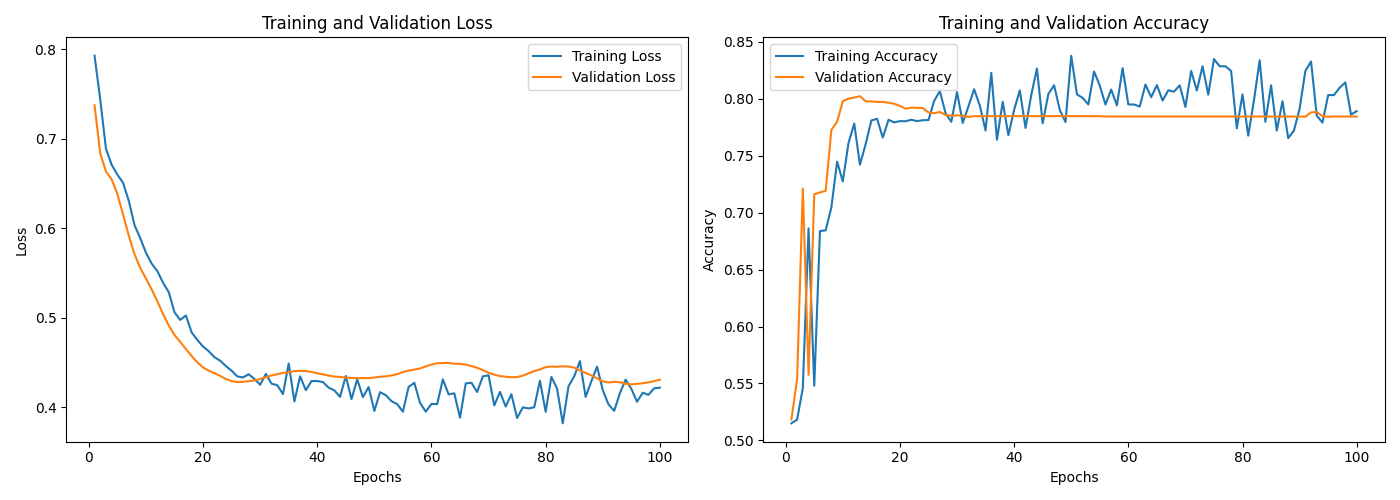 Training and Validation Loss
0.8
0.7
0.6
0.5
0.4
Loss
0
20
40
60
80
100
Epochs
Training Loss
Validation Loss
Training and Validation Accuracy
0.85
0.80
0.75
0.70
0.65
0.60
0.55
0.50
Accuracy
0
20
40
60
80
100
Epochs
Training Accuracy
Validation Accuracy